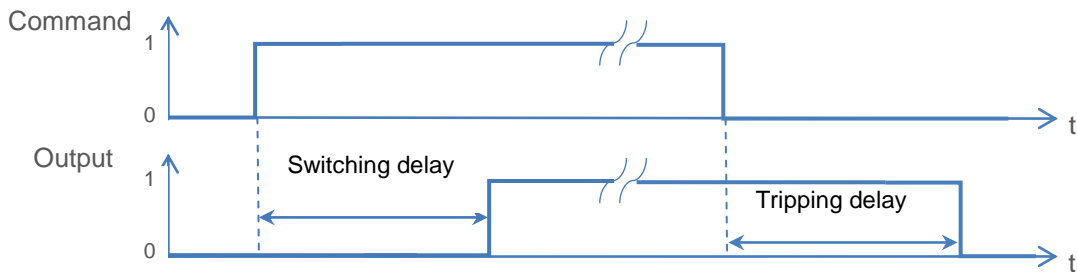 Command
1
0
t
Output
Switching delay
1
Tripping delay
0
t